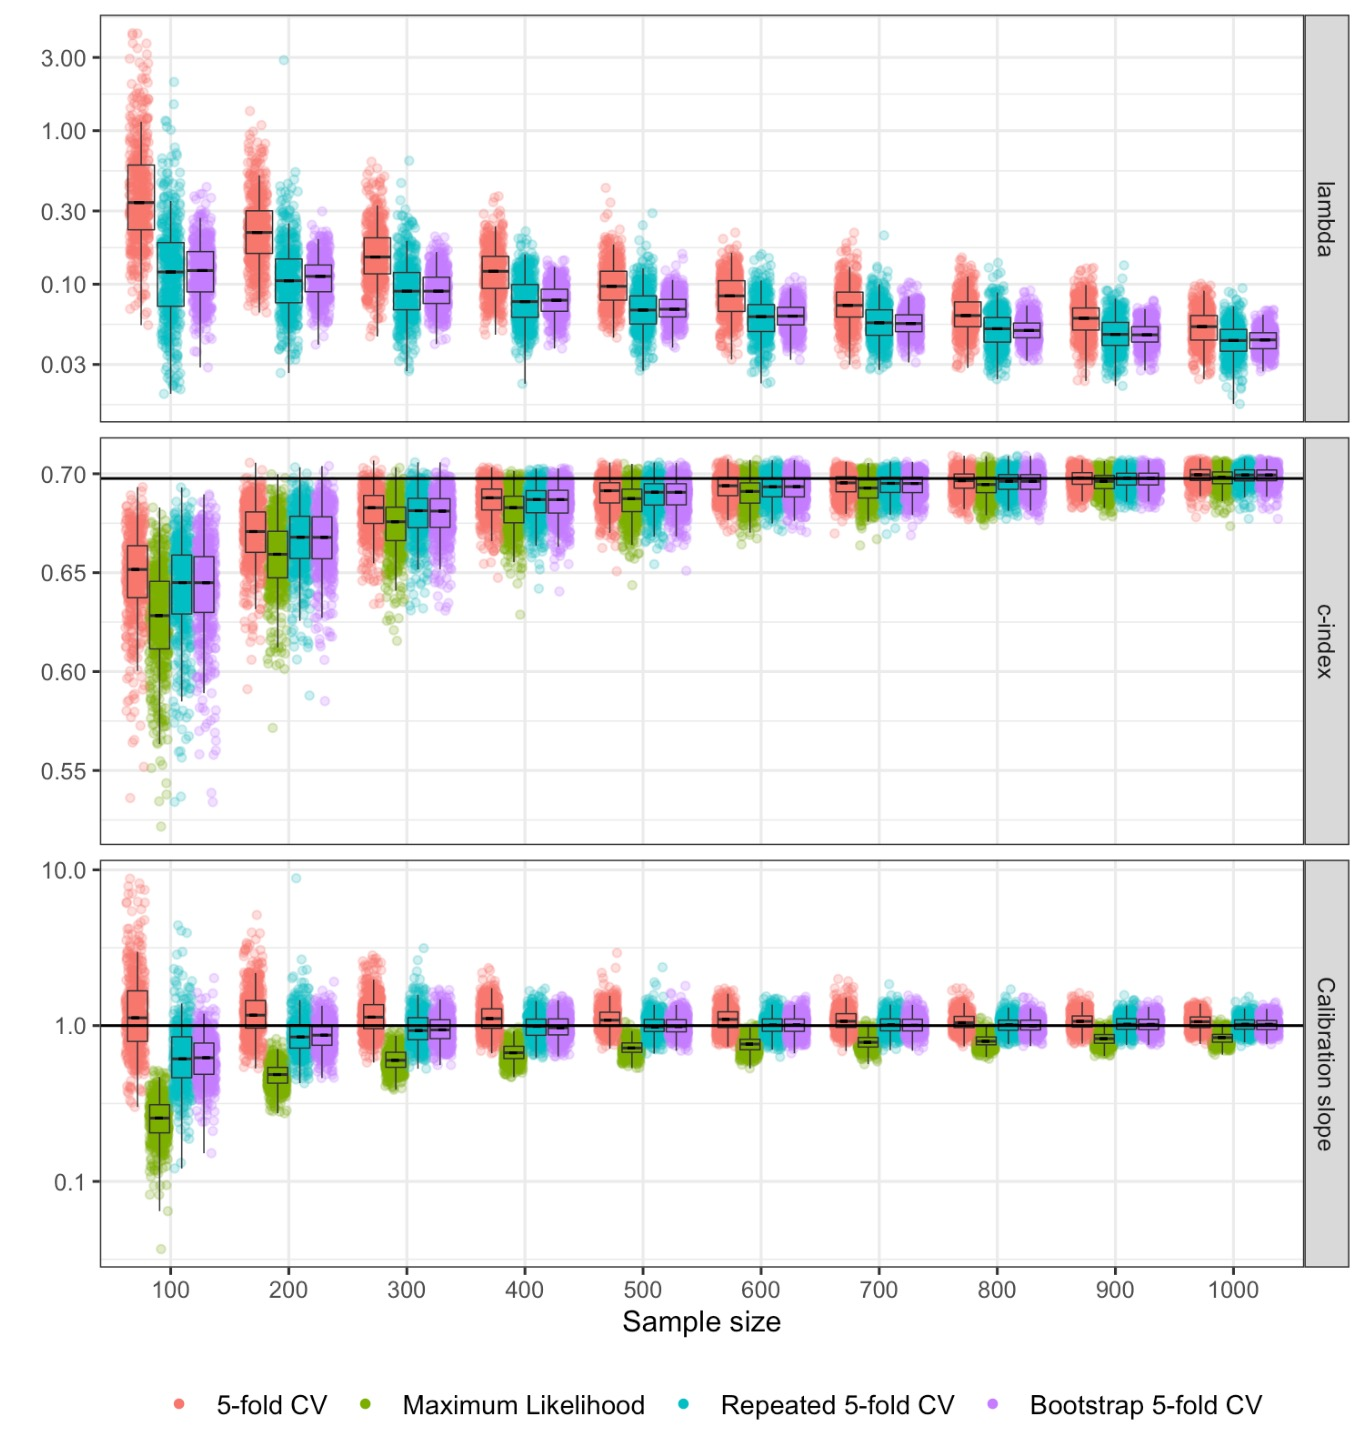 3.00
1.00
0.30
0.10
0.03
lambda
0.70
0.65
0.60
0.55
c-index
10.0
1.0
0.1
Calibration slope
100 200 300 400 500 600 700 800 900 1000
Sample size
5-fold CV Maximum Likelihood Repeated 5-fold CV Bootstrap 5-fold CV